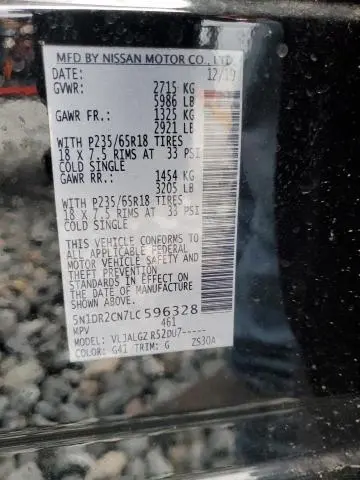 MFD BY NISSAN MOTOR CO., LTD.
DATE: 12/19
GVWR: 2715 KG
5986 LB
GAWR FR.: 1325 KG
2921 LB
WITH P235/65R18 TIRES
18 X 7.5 RIMS AT 33 PSI
COLD SINGLE
GAWR RR.: 1454 KG
3205 LB
WITH P235/65R18 TIRES
18 X 7.5 RIMS AT 33 PSI
COLD SINGLE
THIS VEHICLE CONFORMS TO
ALL APPLICABLE FEDERAL
MOTOR VEHICLE SAFETY AND
THEFT PREVENTION
STANDARDS IN EFFECT ON
THE DATE OF MANUFACTURE
SHOWN ABOVE.
5N1DR2CN7LC596328
MPV 461
VLJALGZ R52DU7-----
COLOR: G41 TRIM: G ZS30A